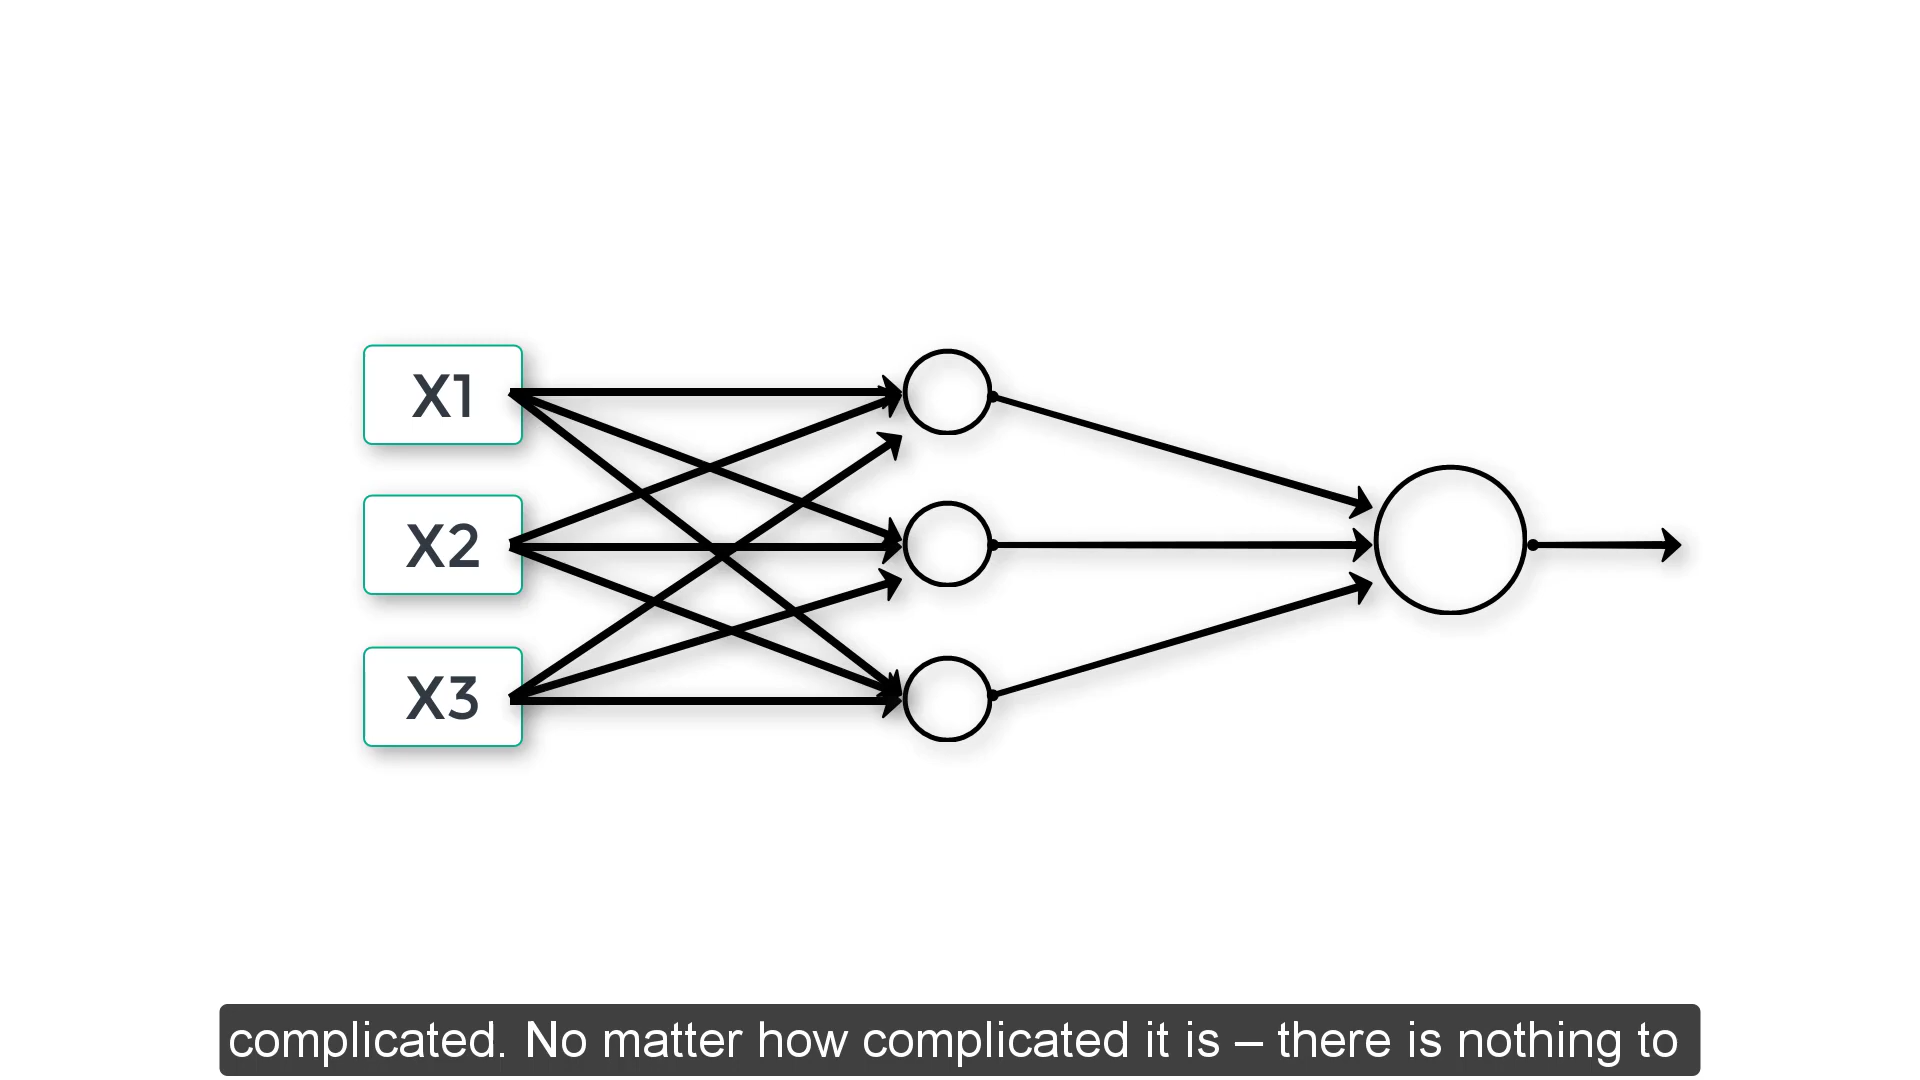 X1
X2
X3
complicated. No matter how complicated it is – there is nothing to